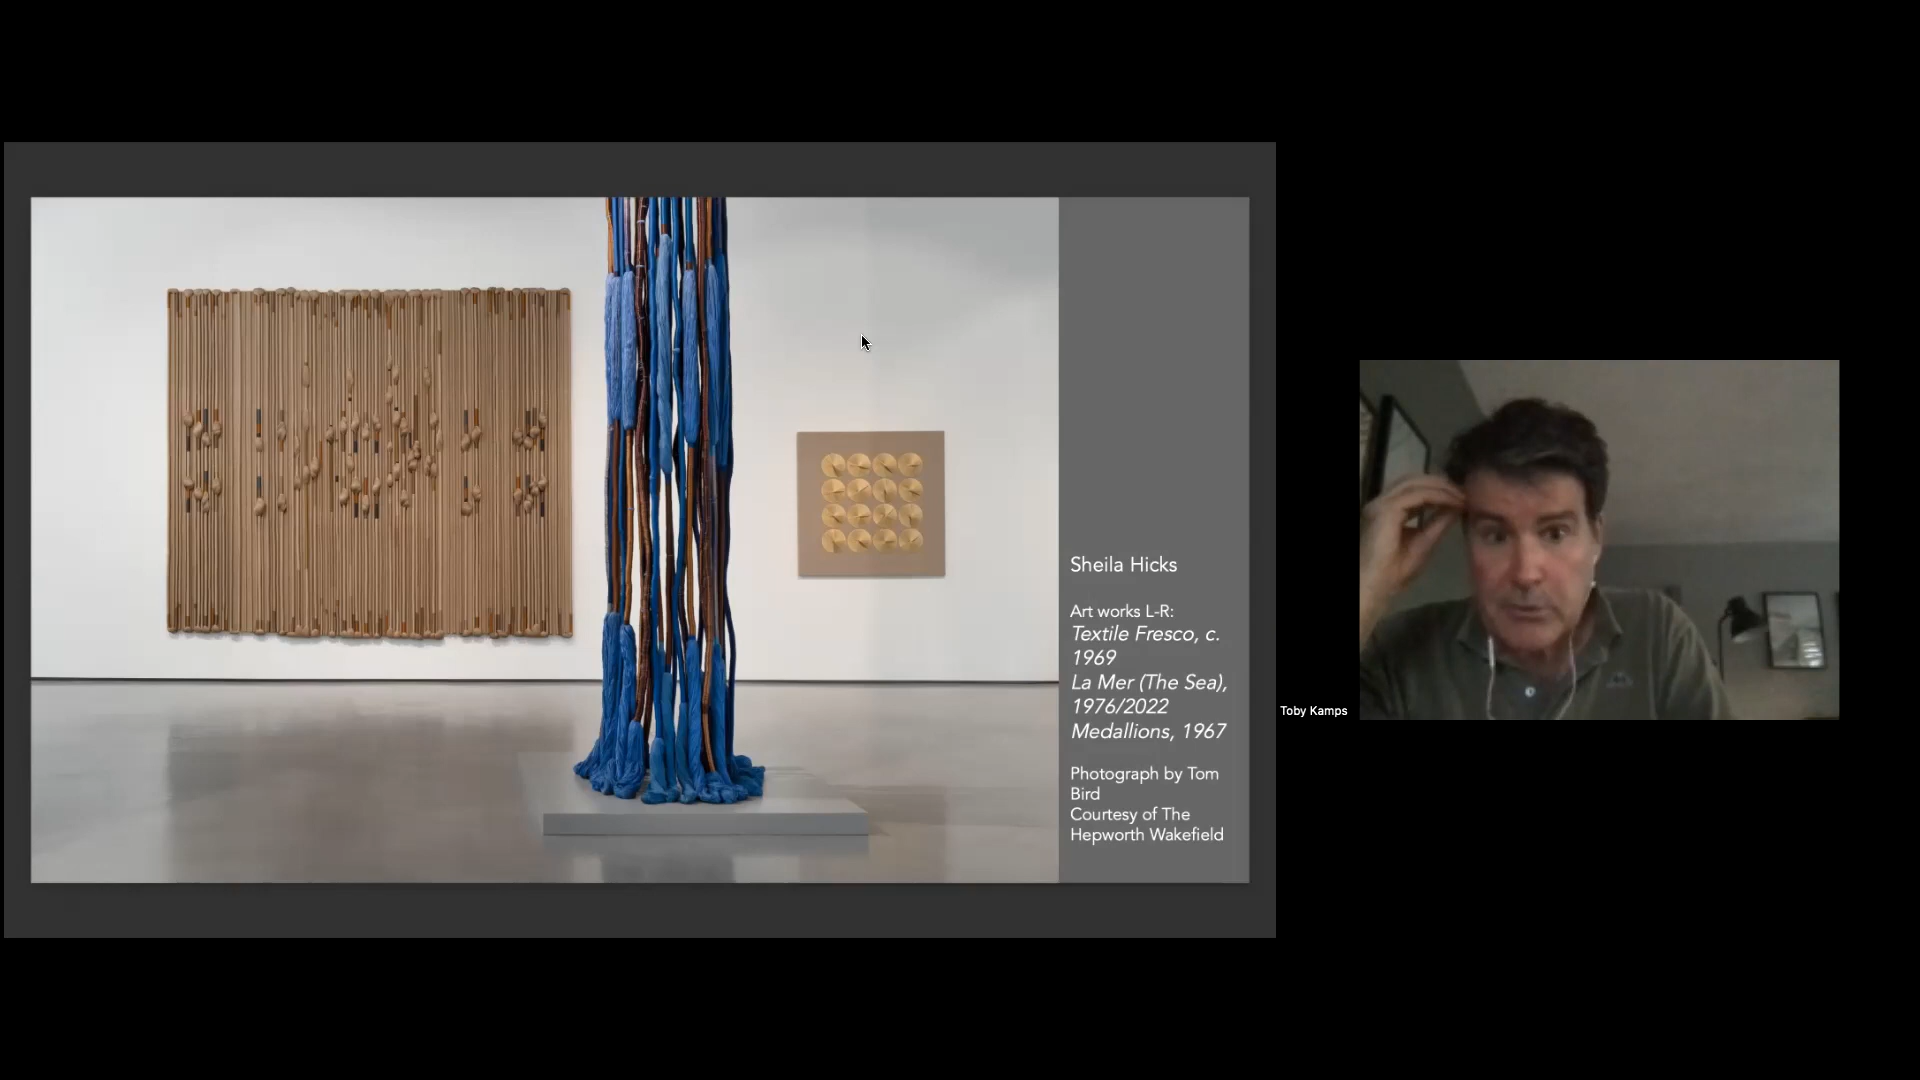 Sheila Hicks
Art works L-R:
Textile Fresco, c.
1969
La Mer (The Sea),
1976/2022
Medallions, 1967
Photograph by Tom
Bird
Courtesy of The
Hepworth Wakefield
Toby Kamps